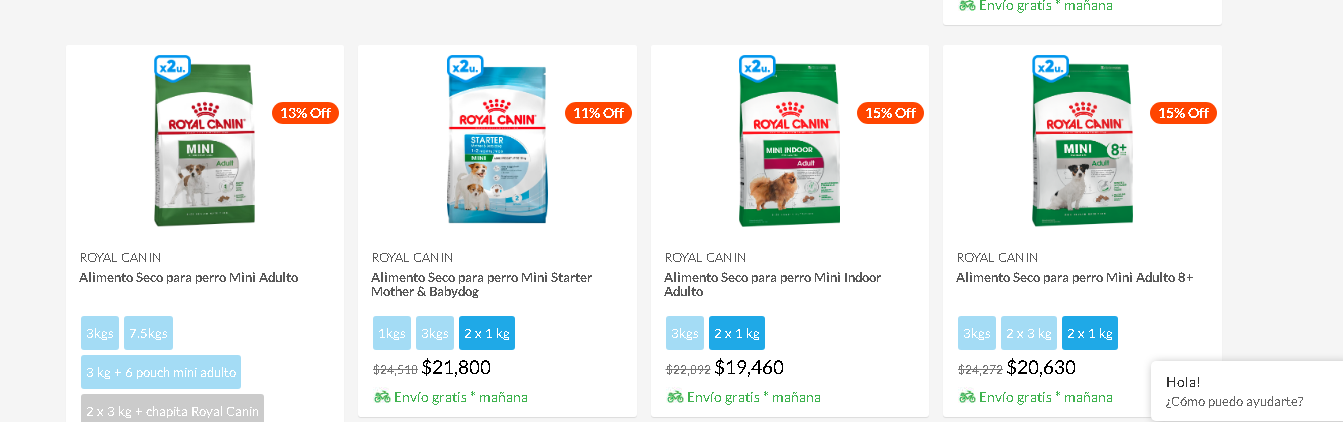 Envío gratis * mañana
x2u.
13% Off
ROYAL CANIN
MINI
Adult
ROYAL CANIN
Alimento Seco para perro Mini Adulto
3kgs
7.5kgs
3 kg + 6 pouch mini adulto
2 x 3 kg + chapita Royal Canin
x2u.
11% Off
ROYAL CANIN
STARTER
MINI
ROYAL CANIN
Alimento Seco para perro Mini Starter
Mother & Babydog
1kgs
3kgs
2 x 1 kg
$24,510 $21,800
Envío gratis * mañana
x2u.
15% Off
ROYAL CANIN
MINI INDOOR
Adult
ROYAL CANIN
Alimento Seco para perro Mini Indoor
Adulto
3kgs
2 x 1 kg
$22,892 $19,460
Envío gratis * mañana
x2u.
15% Off
ROYAL CANIN
MINI
8+
Adult
ROYAL CANIN
Alimento Seco para perro Mini Adulto 8+
3kgs
2 x 3 kg
2 x 1 kg
$24,272 $20,630
Envío gratis * mañana
Hola!
¿Cómo puedo ayudarte?